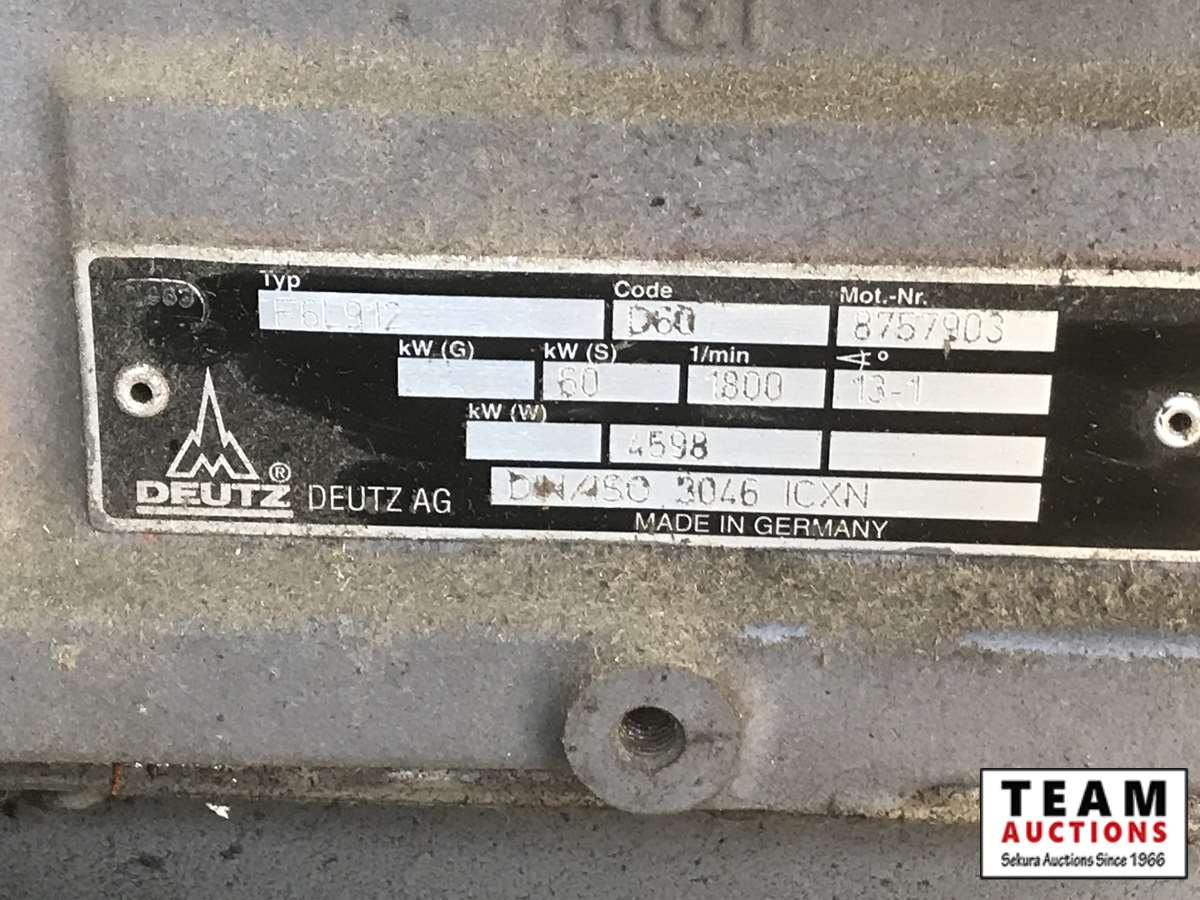 Typ
Code
Mot.-Nr.
F6L912
D60
8757903
kW (G)
kW (S)
1/min
∢°
60
1800
13-1
kW (W)
4598
DEUTZ ®
DEUTZ AG
DIN/ISO 3046 ICXN
MADE IN GERMANY
TEAM
AUCTIONS
Sekura Auctions Since 1966